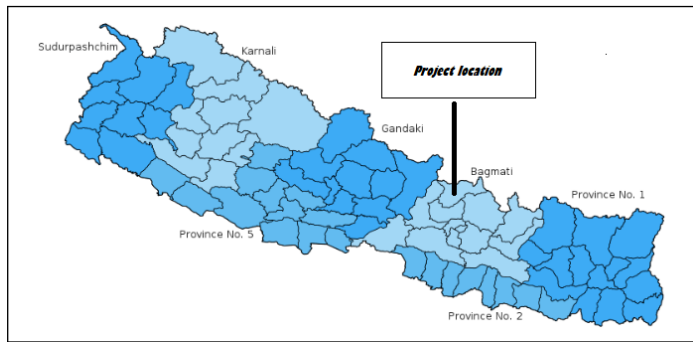 Sudurpashchim
Karnali
Project location
Gandaki
Bagmati
Province No. 1
Province No. 5
Province No. 2